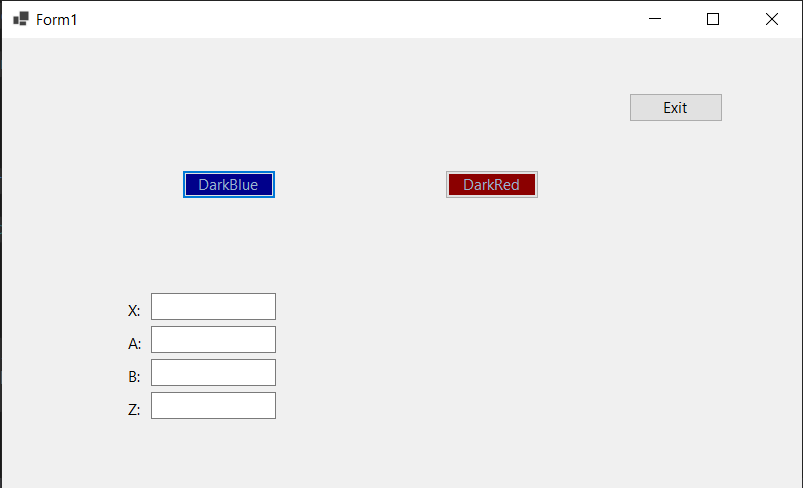 Form1
Exit
DarkBlue
DarkRed
X:
A:
B:
Z: